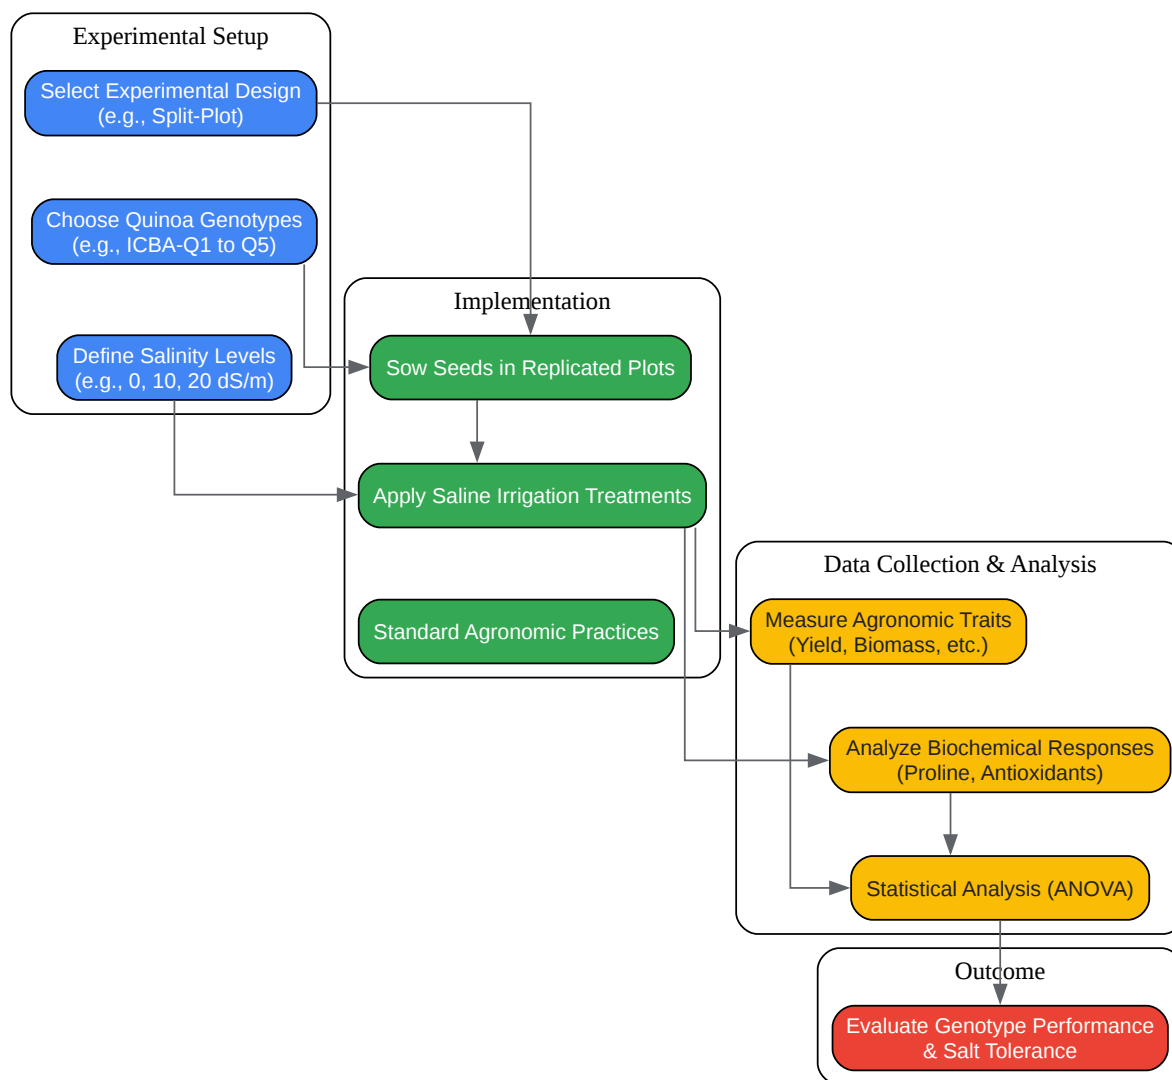 Experimental Setup
Select Experimental Design
(e.g., Split-Plot)
Choose Quinoa Genotypes
(e.g., ICBA-Q1 to Q5)
Define Salinity Levels
(e.g., 0, 10, 20 dS/m)
Implementation
Sow Seeds in Replicated Plots
Apply Saline Irrigation Treatments
Standard Agronomic Practices
Data Collection & Analysis
Measure Agronomic Traits
(Yield, Biomass, etc.)
Analyze Biochemical Responses
(Proline, Antioxidants)
Statistical Analysis (ANOVA)
Outcome
Evaluate Genotype Performance
& Salt Tolerance